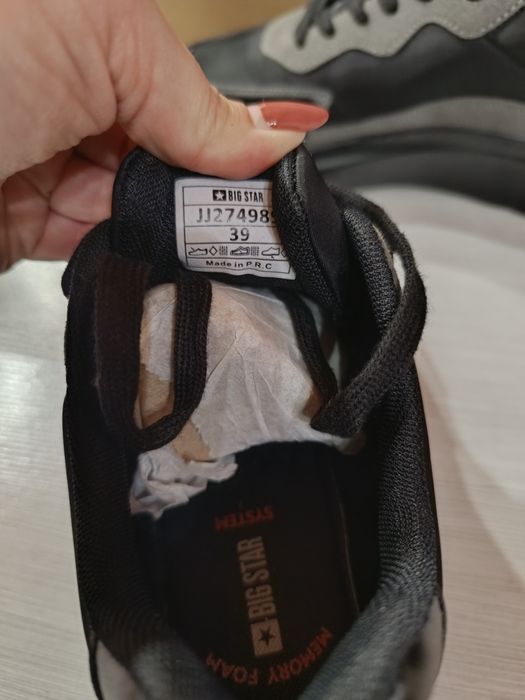 BIG STAR
JJ274989
39
Made in P.R.C
SYSTEM
BIG STAR
MEMORY FOAM